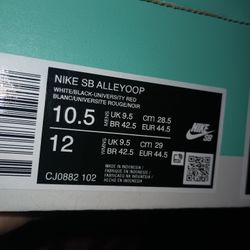 NIKE SB ALLEYOOP
WHITE/BLACK-UNIVERSITY RED
BLANC/UNIVERSITE ROUGE/NOIR
10.5 MENS UK 9.5 cm 28.5
BR 42.5 EUR 44.5
12 WMNS UK 9.5 cm 29
BR 42.5 EUR 44.5
CJ0882 102
MADE IN INDONESIA